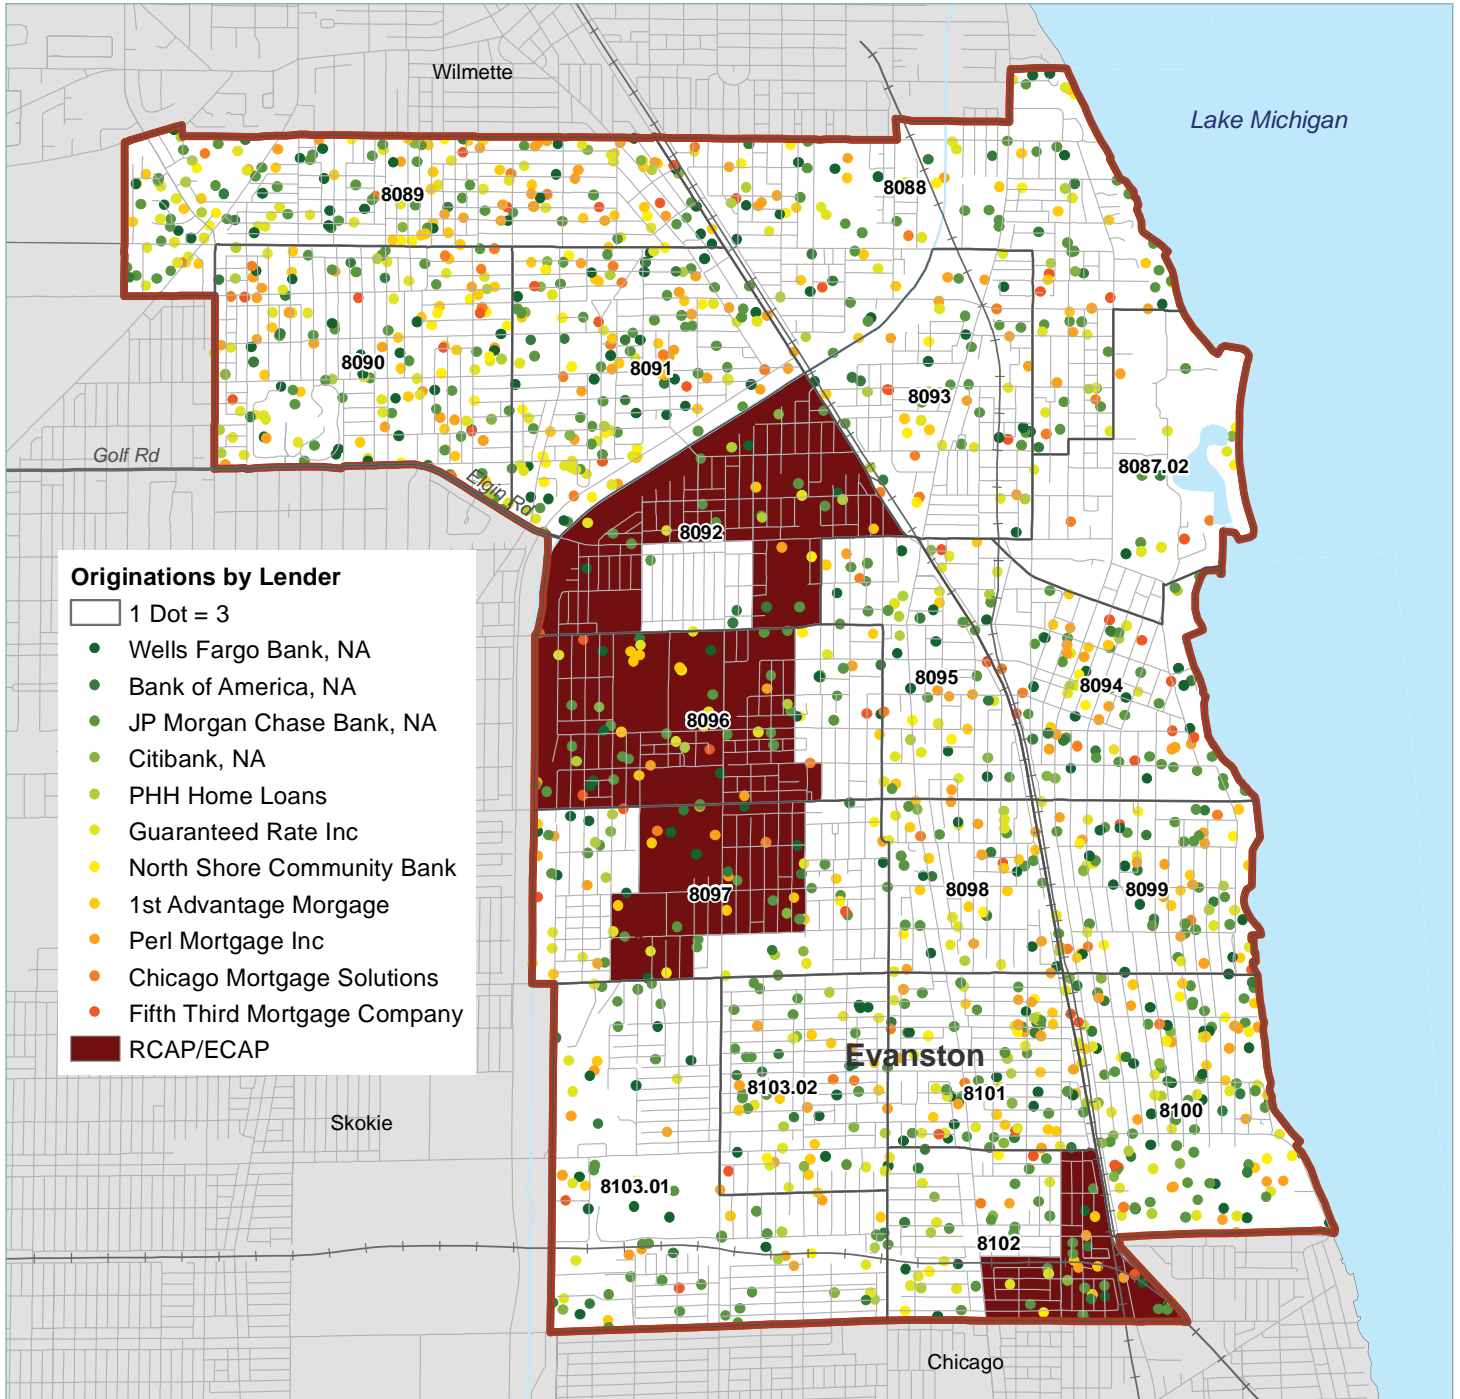 Wilmette
Lake Michigan
8089
8088
8090
8091
8093
Golf Rd
Elgin Rd
8087.02
8092
Originations by Lender
1 Dot = 3
Wells Fargo Bank, NA
Bank of America, NA
JP Morgan Chase Bank, NA
Citibank, NA
PHH Home Loans
Guaranteed Rate Inc
North Shore Community Bank
1st Advantage Morgage
Perl Mortgage Inc
Chicago Mortgage Solutions
Fifth Third Mortgage Company
RCAP/ECAP
8095
8094
8096
8097
8098
8099
Evanston
8103.02
8101
8100
Skokie
8103.01
8102
Chicago